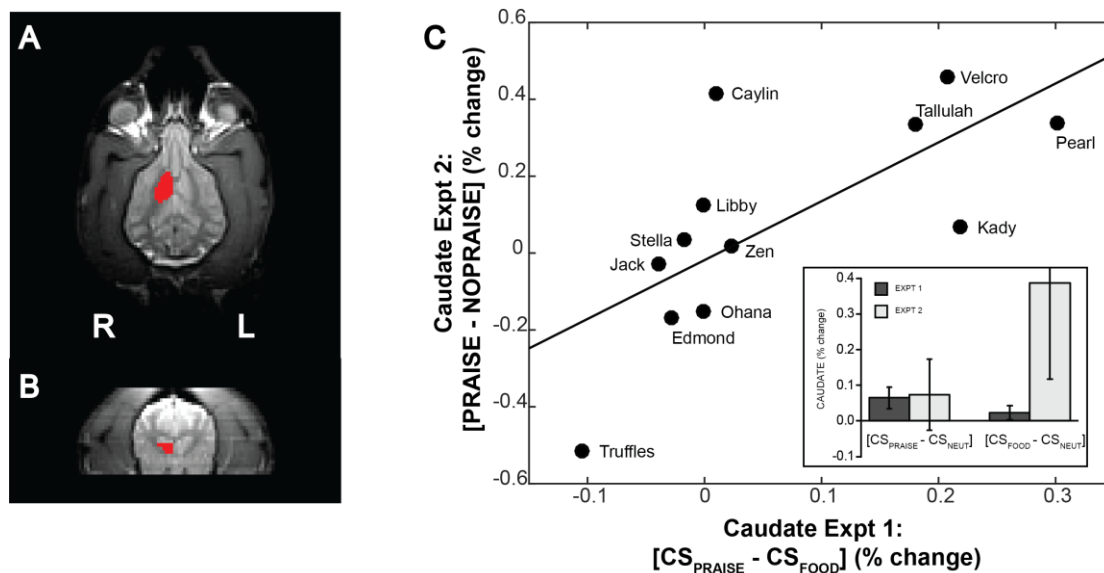 A
R L
B
C
Caudate Expt 2:
[PRAISE - NOPRAISE] (% change)
0.6
0.4
0.2
0
-0.2
-0.4
-0.6
Velcro
Caylin
Tallulah
Pearl
Libby
Kady
Stella
Zen
Jack
Ohana
Edmond
Truffles
0.4
0.3
0.2
0.1
0.0
-0.1
CAUDATE (% change)
EXPT 1
EXPT 2
[CSPRAISE - CSNEUT] [CSFOOD - CSNEUT]
-0.1 0 0.1 0.2 0.3
Caudate Expt 1:
[CSPRAISE - CSFOOD] (% change)